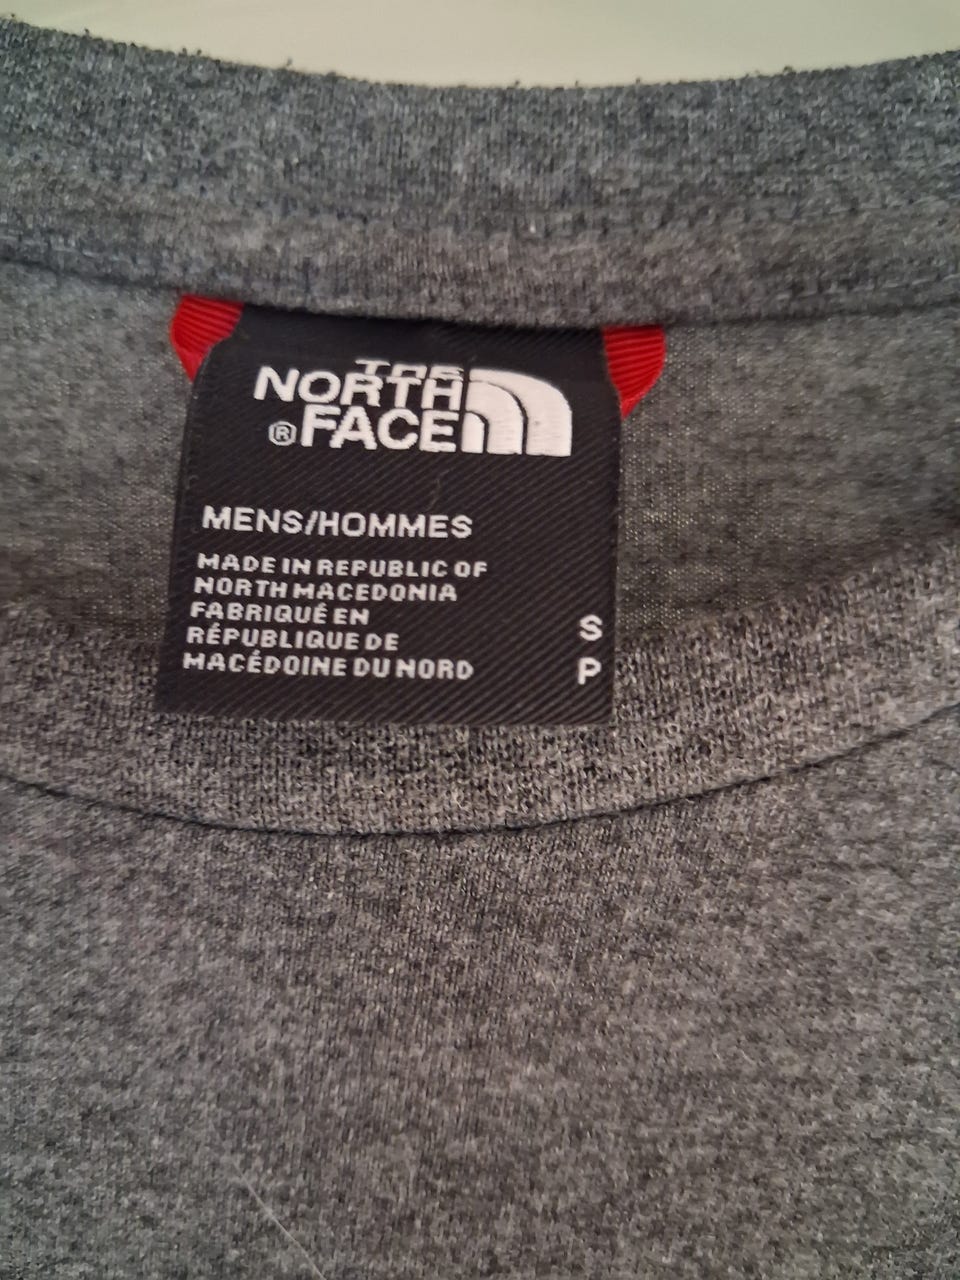 THE
NORTH
® FACE
MENS/HOMMES
MADE IN REPUBLIC OF
NORTH MACEDONIA
FABRIQUÉ EN
RÉPUBLIQUE DE
MACÉDOINE DU NORD
S
P